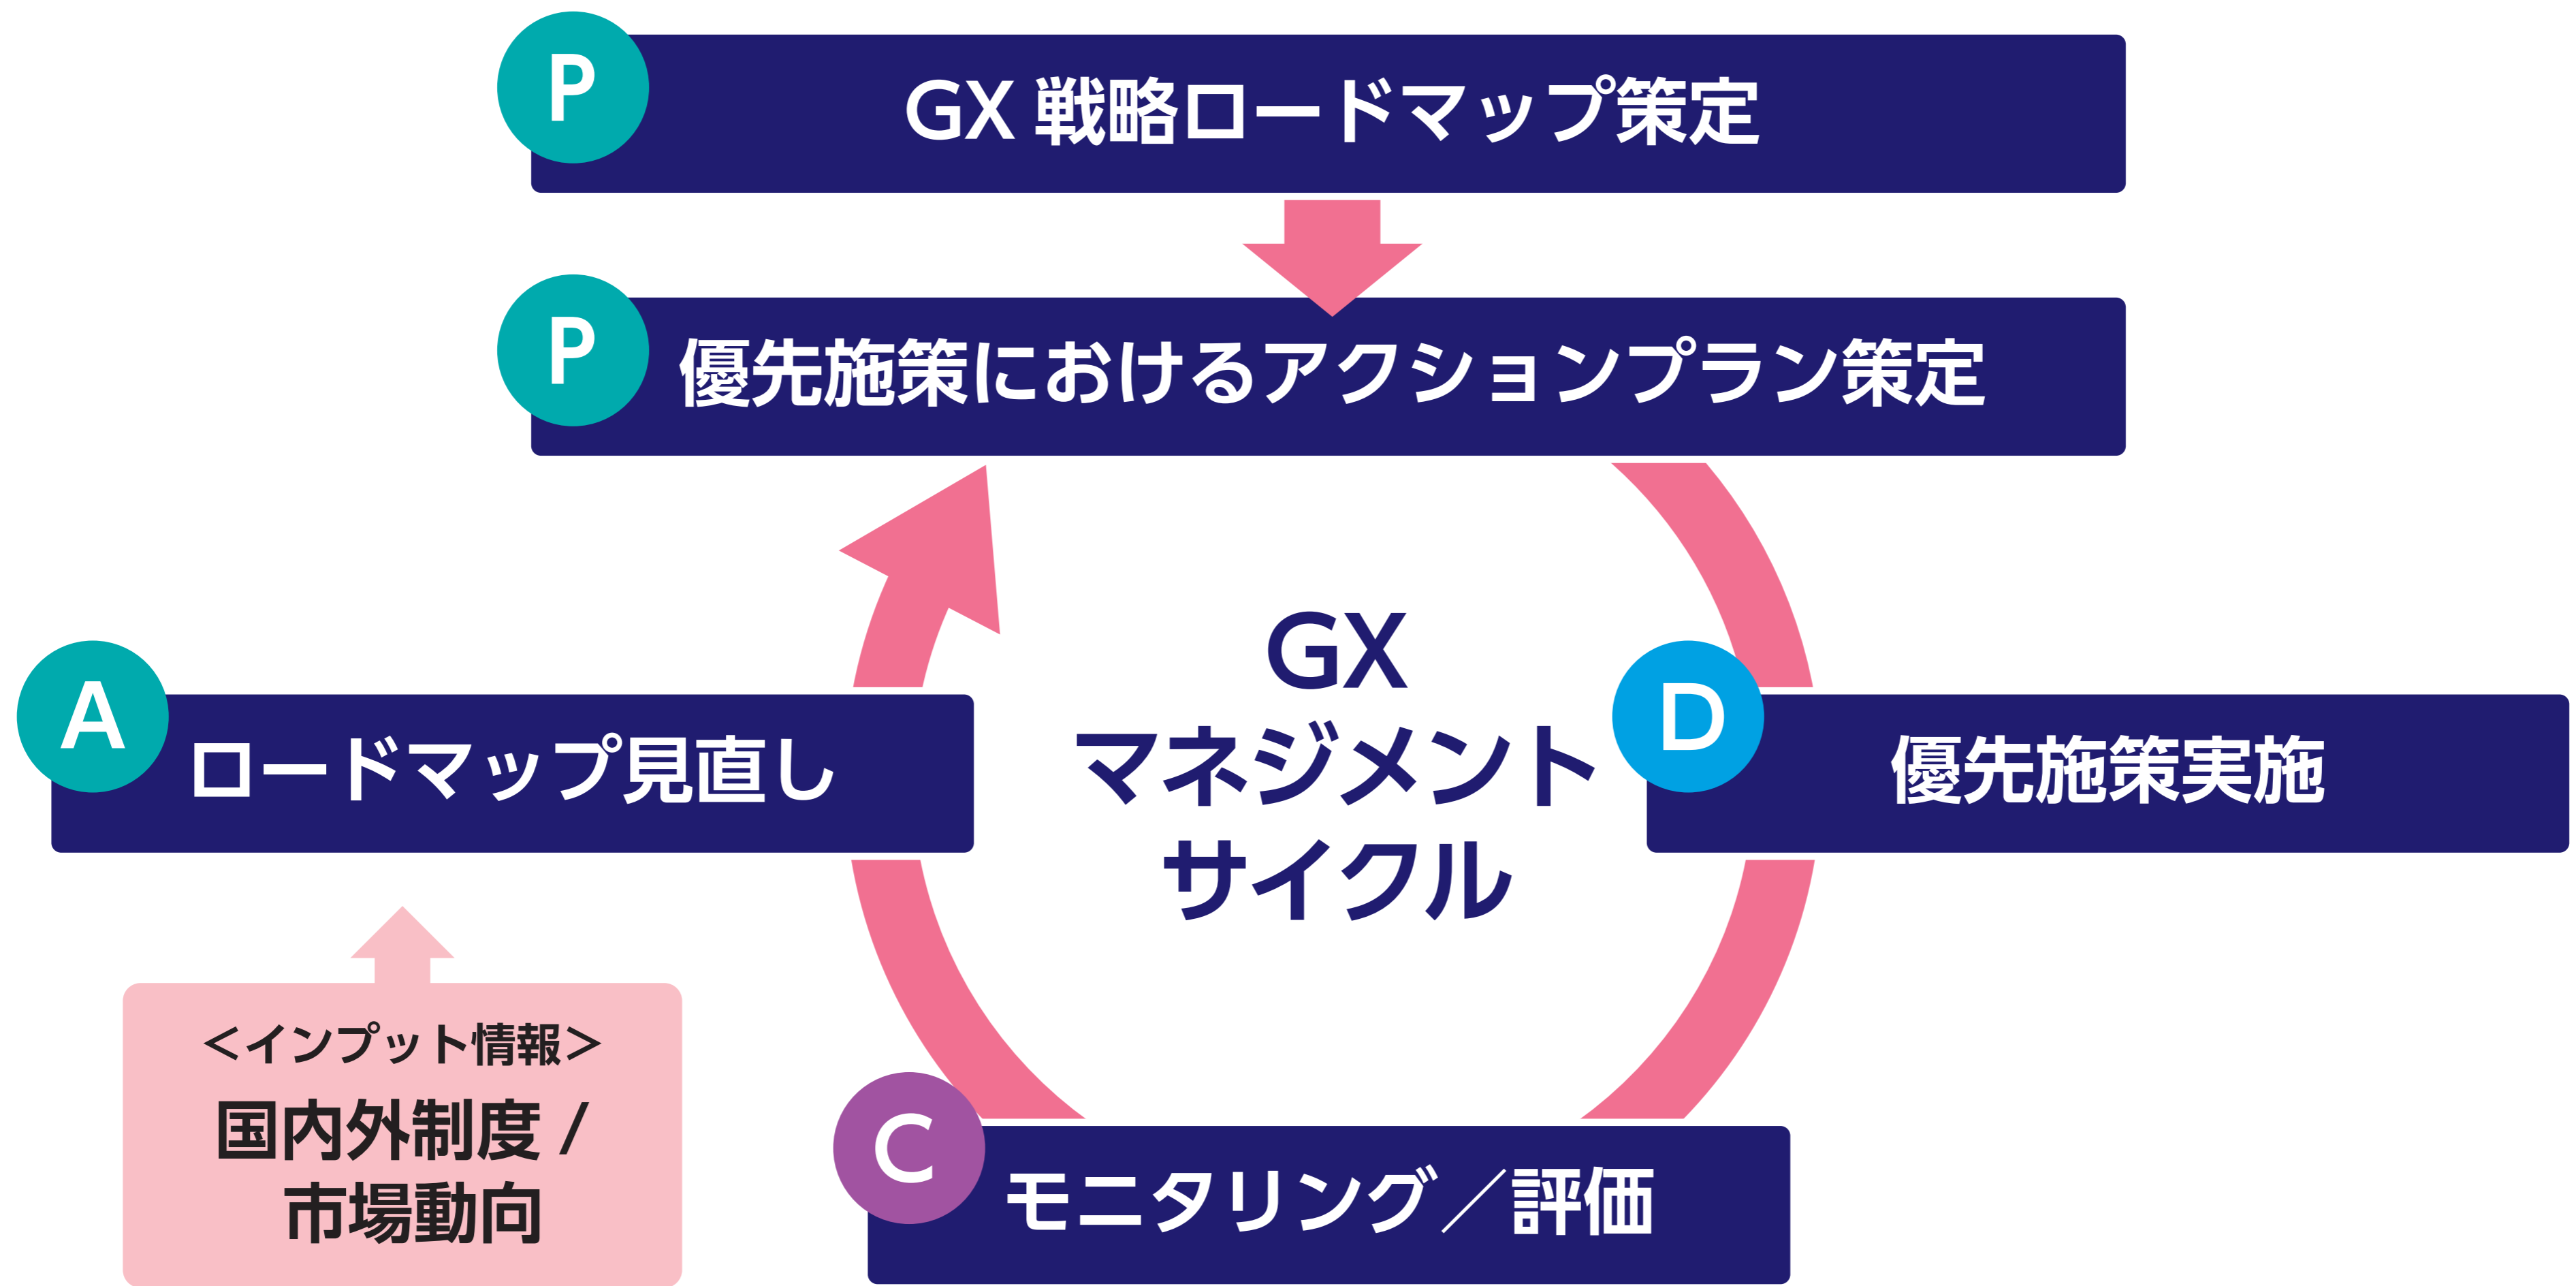 P
GX 戦略ロードマップ策定
P
優先施策におけるアクションプラン策定
GX
マネジメント
サイクル
D
優先施策実施
C
モニタリング／評価
A
ロードマップ見直し
＜インプット情報＞
国内外制度 /
市場動向